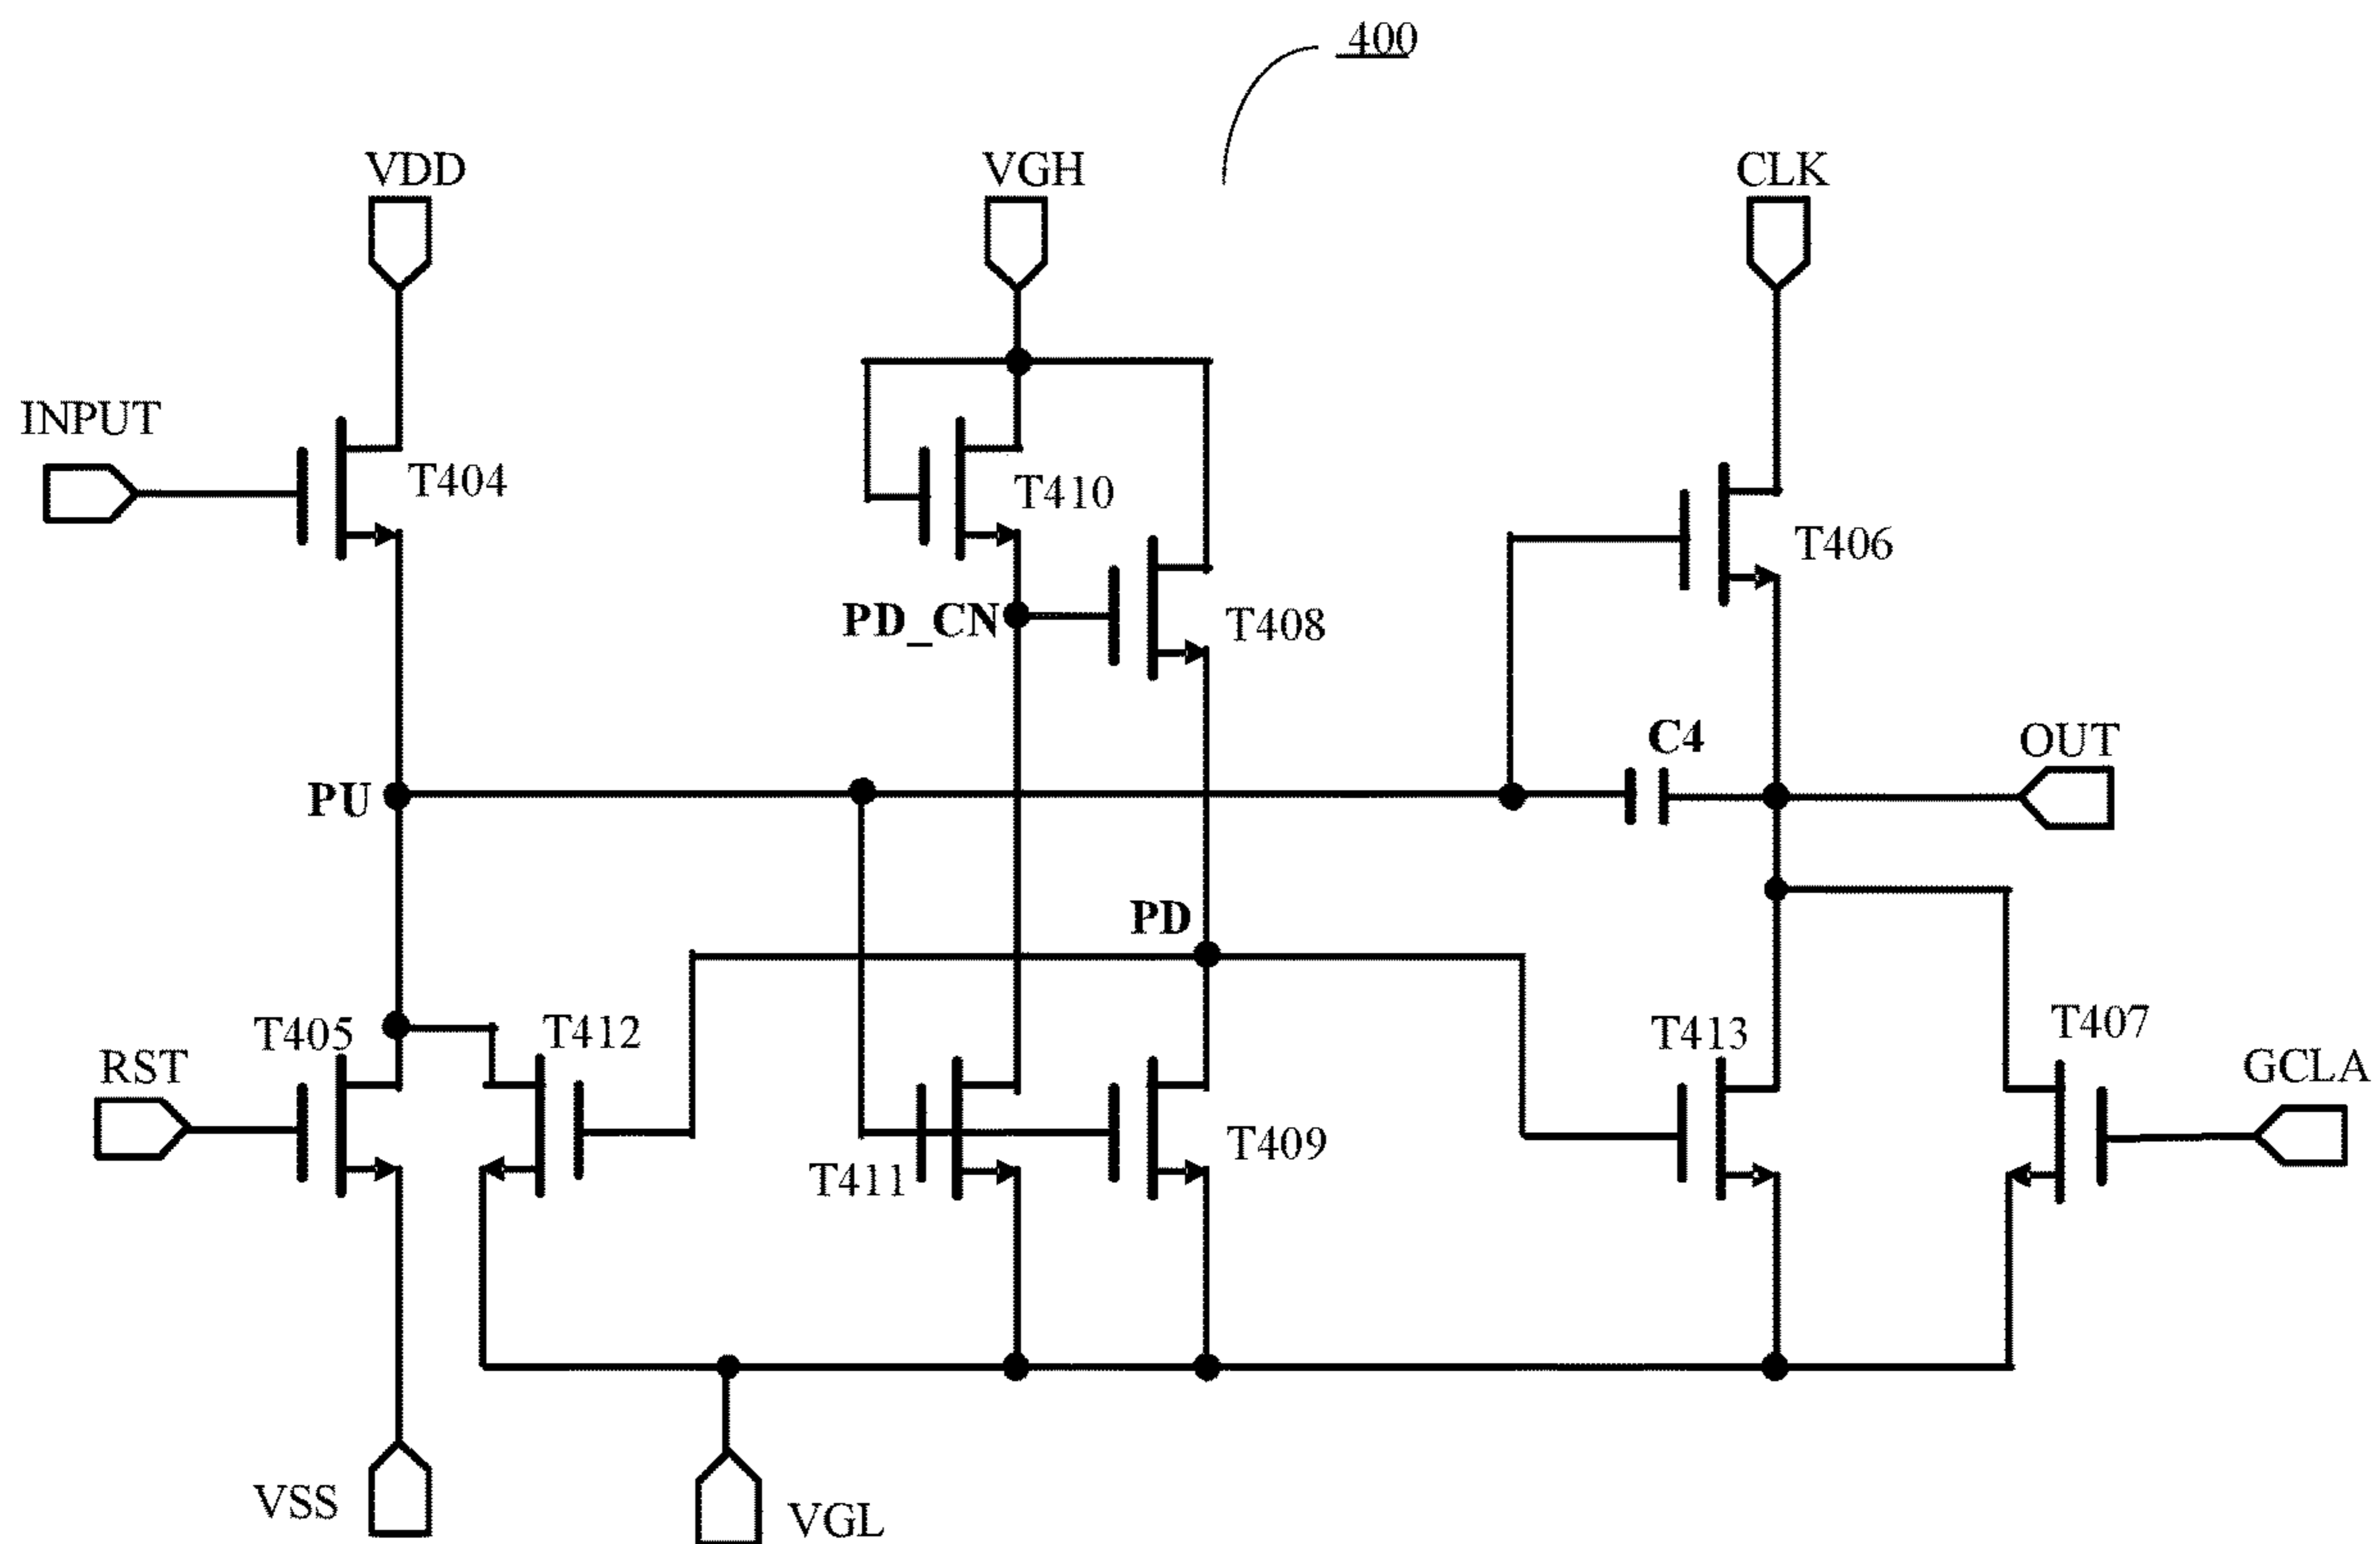 400
VDD
VGH
CLK
INPUT
T404
T410
T406
PD_CN
T408
C4
OUT
PU
PD
T405
T412
T413
T407
RST
GCLA
T411
T409
VSS
VGL